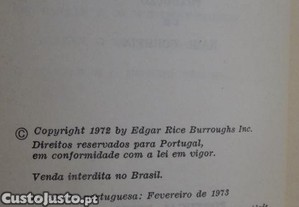 © Copyright 1972 by Edgar Rice Burroughs Inc.
Direitos reservados para Portugal,
em conformidade com a lei em vigor.
Venda interdita no Brasil.
portuguesa: Fevereiro de 1973
CustoJusto.pt